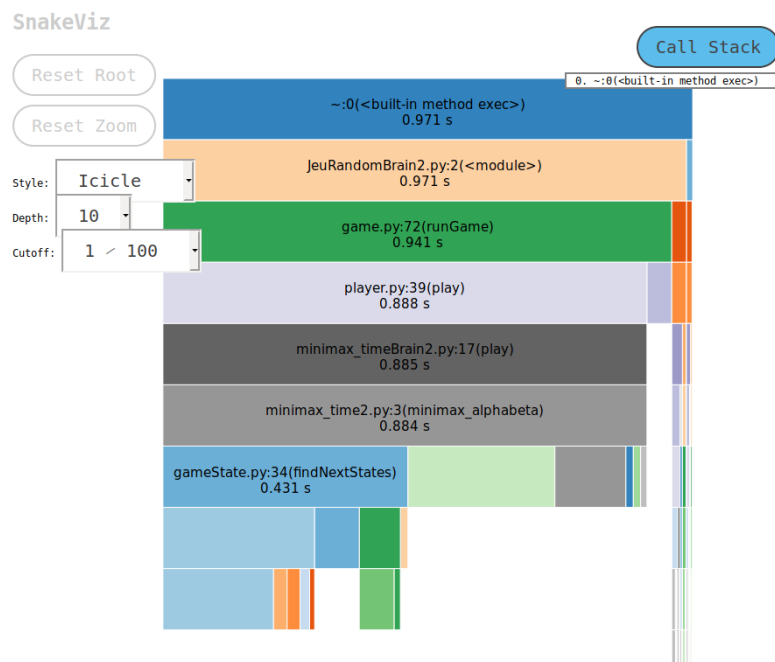 SnakeViz
Call Stack
Reset Root
0. ~:0(<built-in method exec>)
~:0(<built-in method exec>)
0.971 s
Reset Zoom
JeuRandomBrain2.py:2(<module>)
0.971 s
Style: Icicle
Depth: 10
game.py:72(runGame)
0.941 s
Cutoff: 1 / 100
player.py:39(play)
0.888 s
minimax_timeBrain2.py:17(play)
0.885 s
minimax_time2.py:3(minimax_alphabeta)
0.884 s
gameState.py:34(findNextStates)
0.431 s